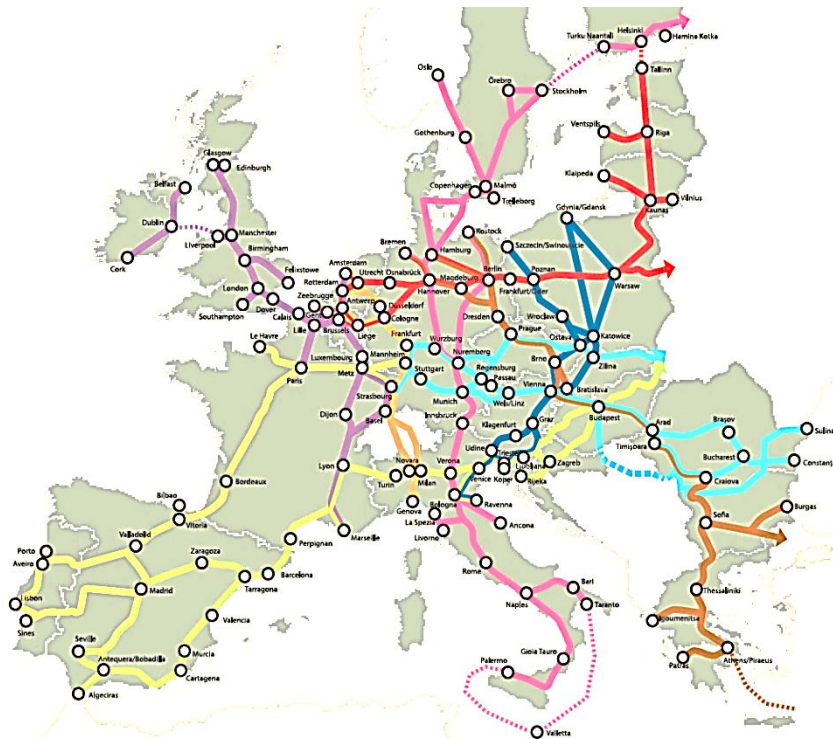 Turku Naantali
Helsinki
Hamina Kotka
Oslo
Örebro
Stockholm
Tallinn
Gothenburg
Ventspils
Riga
Glasgow
Edinburgh
Klaipeda
Belfast
Copenhagen
Malmö
Trelleborg
Vilnius
Kaunas
Gdynia/Gdansk
Dublin
Liverpool
Manchester
Rostock
Bremen
Szczecin/Swinoujscie
Birmingham
Hamburg
Cork
Felixstowe
Amsterdam
Utrecht
Osnabrück
Berlin
Poznan
Warsaw
London
Rotterdam
Magdeburg
Hannover
Frankfurt/Oder
Zeebrugge
Antwerp
Düsseldorf
Southampton
Dover
Calais
Gent
Cologne
Dresden
Wroclaw
Lille
Brussels
Liege
Prague
Katowice
Le Havre
Frankfurt
Wurzburg
Ostava
Luxembourg
Mannheim
Nuremberg
Brno
Zilina
Metz
Stuttgart
Regensburg
Passau
Paris
Strasbourg
Munich
Wels/Linz
Vienna
Bratislava
Dijon
Basel
Budapest
Innsbruck
Klagenfurt
Graz
Arad
Braşov
Sulina
Timişbara
Udine
Trieste
Bucharest
Lyon
Novara
Verona
Ljubljana
Zagreb
Constanţa
Turin
Milan
Venice
Koper
Rijeka
Craiova
Bordeaux
Genova
Bologna
Ravenna
Bilbao
La Spezia
Ancona
Sofia
Burgas
Vitoria
Livorno
Marseille
Valladolid
Perpignan
Porto
Zaragoza
Aveiro
Rome
Bari
Madrid
Barcelona
Thessaliniki
Tarragona
Naples
Taranto
Lisbon
Valencia
Sines
Igoumenitsa
Seville
Murcia
Gioia Tauro
Athens/Piraeus
Antequera/Bobadilla
Palermo
Patras
Cartagena
Algeciras
Valletta